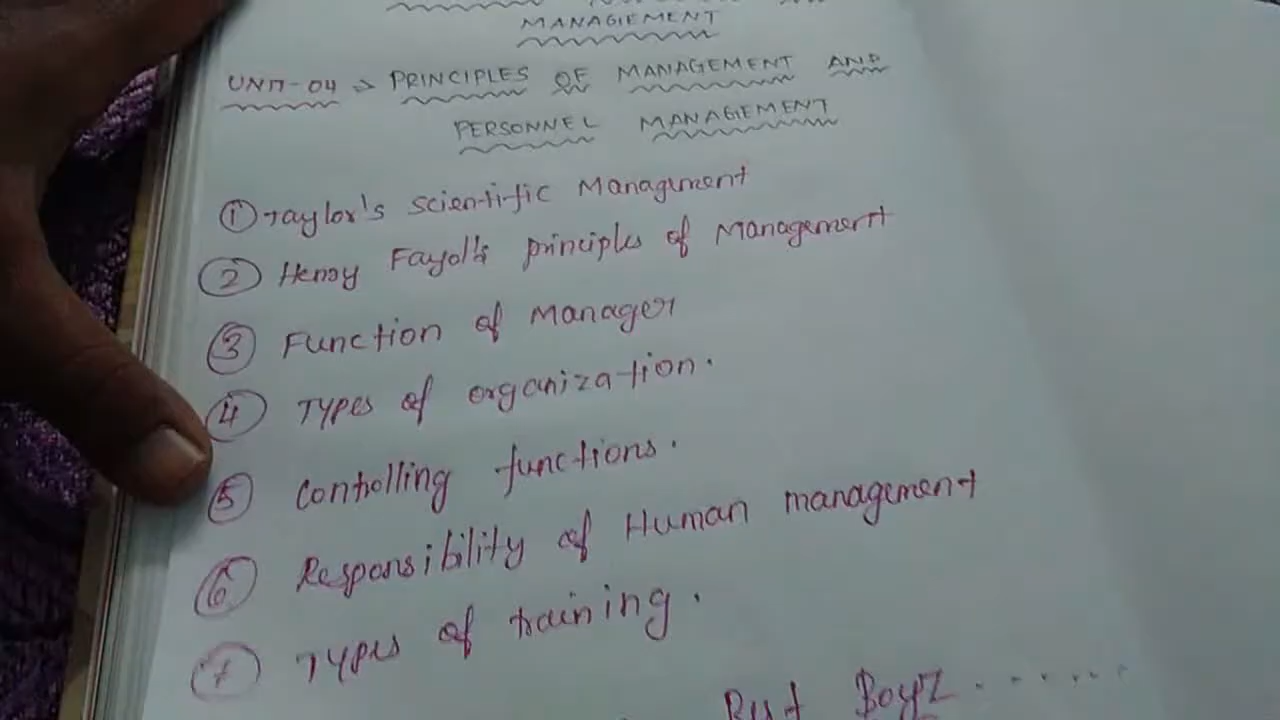 MANAGEMENT
UNIT-04 => PRINCIPLES OF MANAGEMENT AND
PERSONNEL MANAGEMENT
① Taylor's scientific Management
② Henry Fayol's principles of Management
③ Function of Manager
④ Types of organization.
⑤ Controlling functions.
⑥ Responsibility of Human management
⑦ Types of training.
But Boyz.......